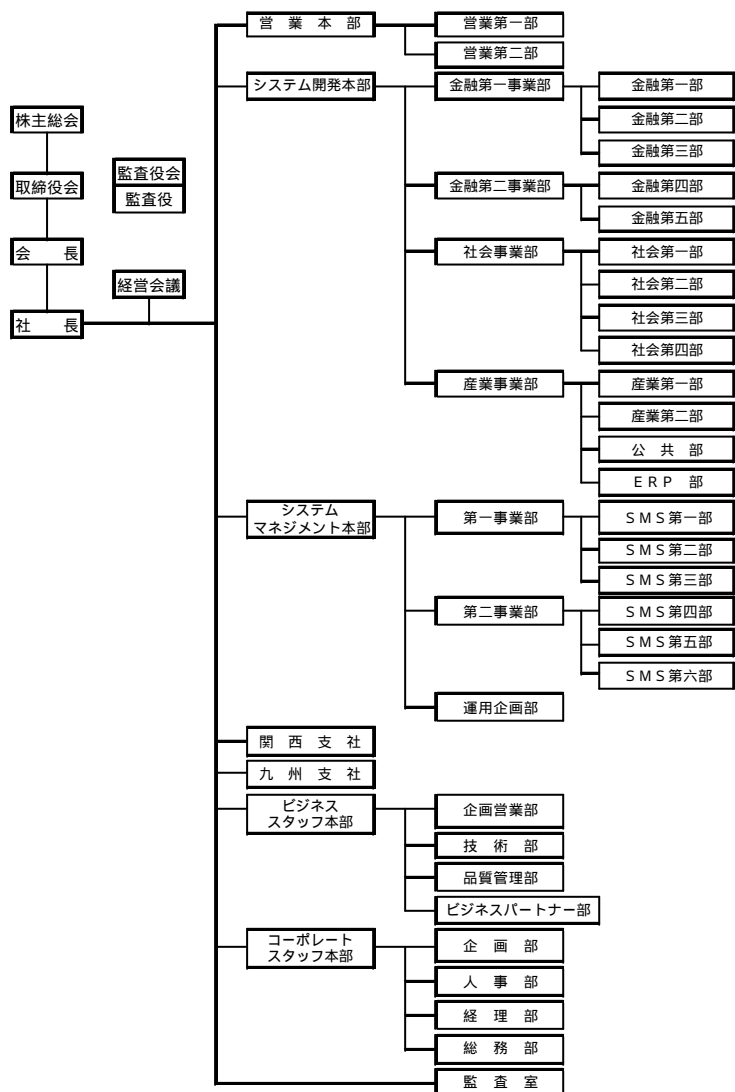 株主総会
取締役会
会　長
社　長
監査役会
監査役
経営会議
営　業　本　部
営業第一部
営業第二部
システム開発本部
金融第一事業部
金融第一部
金融第二部
金融第三部
金融第二事業部
金融第四部
金融第五部
社会事業部
社会第一部
社会第二部
社会第三部
社会第四部
産業事業部
産業第一部
産業第二部
公　共　部
ＥＲＰ　部
システム
マネジメント本部
第一事業部
ＳＭＳ第一部
ＳＭＳ第二部
ＳＭＳ第三部
第二事業部
ＳＭＳ第四部
ＳＭＳ第五部
ＳＭＳ第六部
運用企画部
関　西　支　社
九　州　支　社
ビジネス
スタッフ本部
企画営業部
技　術　部
品質管理部
ビジネスパートナー部
コーポレート
スタッフ本部
企　画　部
人　事　部
経　理　部
総　務　部
監　査　室